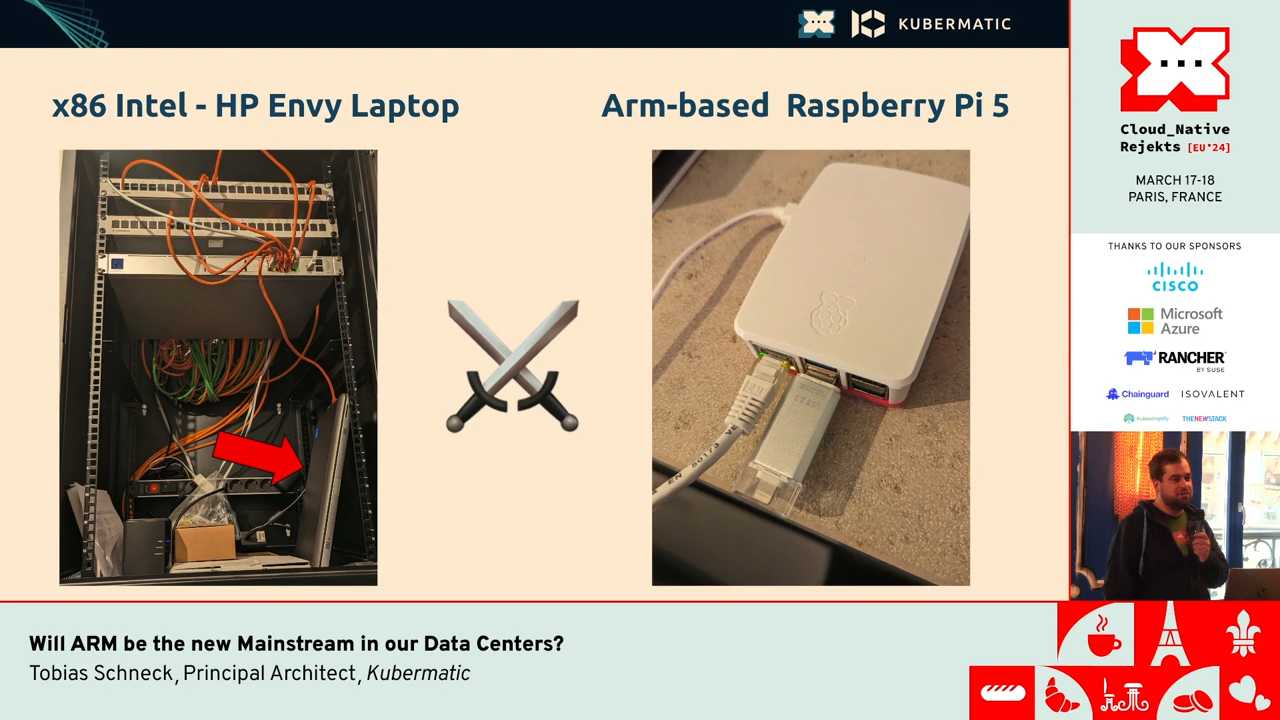 KUBERMATIC
x86 Intel - HP Envy Laptop
Arm-based Raspberry Pi 5
Cloud_Native
Rejekts [EU'24]
MARCH 17-18
PARIS, FRANCE
THANKS TO OUR SPONSORS
CISCO
Microsoft
Azure
RANCHER
BY SUSE
Chainguard
ISOVALENT
kubesimplify
THENEWSTACK
Will ARM be the new Mainstream in our Data Centers?
Tobias Schneck, Principal Architect, Kubermatic